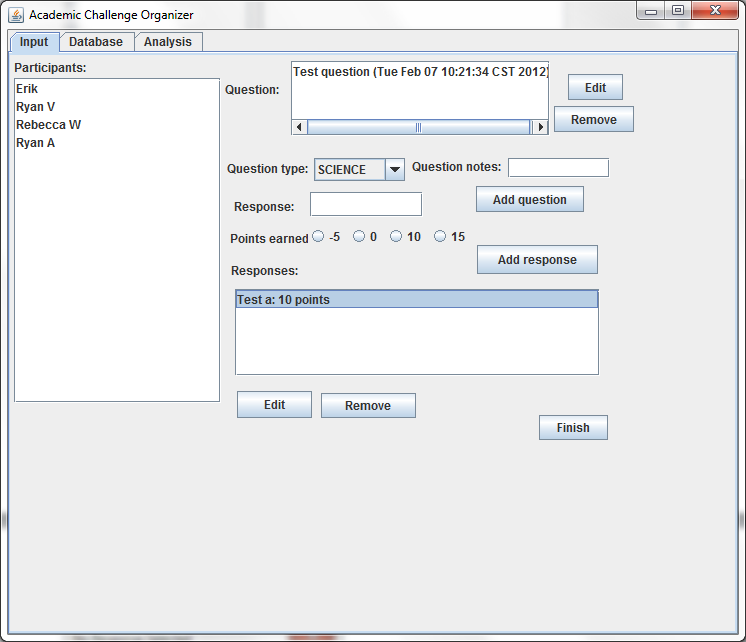 Academic Challenge Organizer
Input Database Analysis
Participants:
Erik
Ryan V
Rebecca W
Ryan A
Question:
Test question (Tue Feb 07 10:21:34 CST 2012)
Edit
Remove
Question type: SCIENCE Question notes:
Response:
Add question
Points earned -5 0 10 15
Add response
Responses:
Test a: 10 points
Edit Remove
Finish